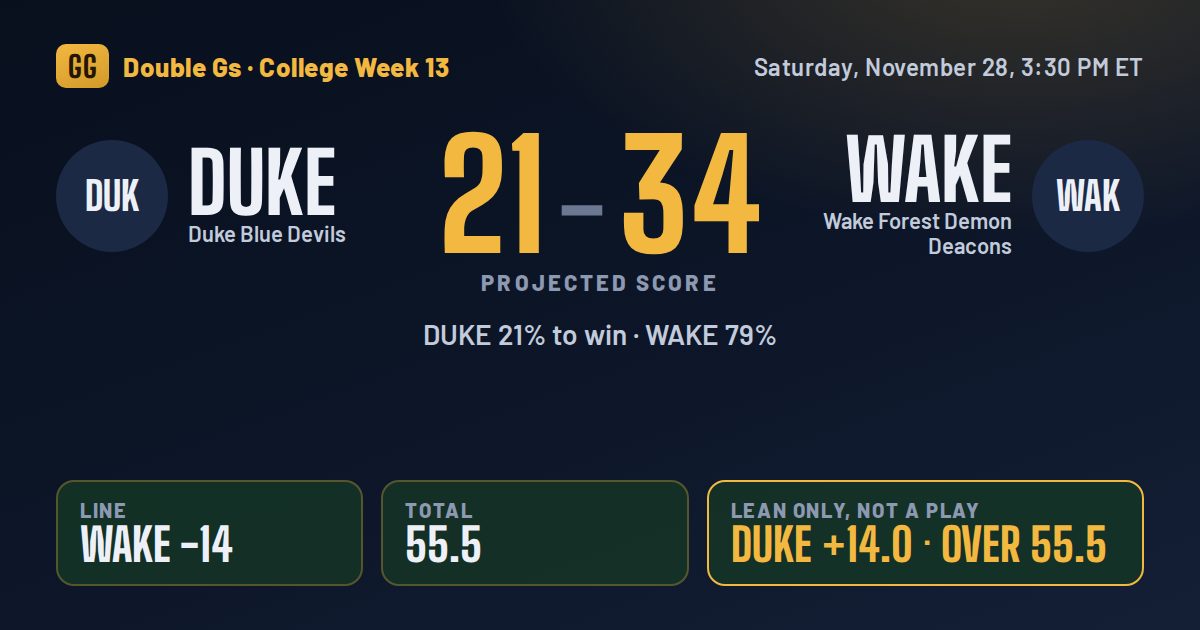 GG
Double Gs · College Week 13
Saturday, November 28, 3:30 PM ET
DUK
DUKE
Duke Blue Devils
21 – 34
PROJECTED SCORE
DUKE 21% to win · WAKE 79%
WAKE
Wake Forest Demon
Deacons
WAK
LINE
WAKE −14
TOTAL
55.5
LEAN ONLY, NOT A PLAY
DUKE +14.0 · OVER 55.5